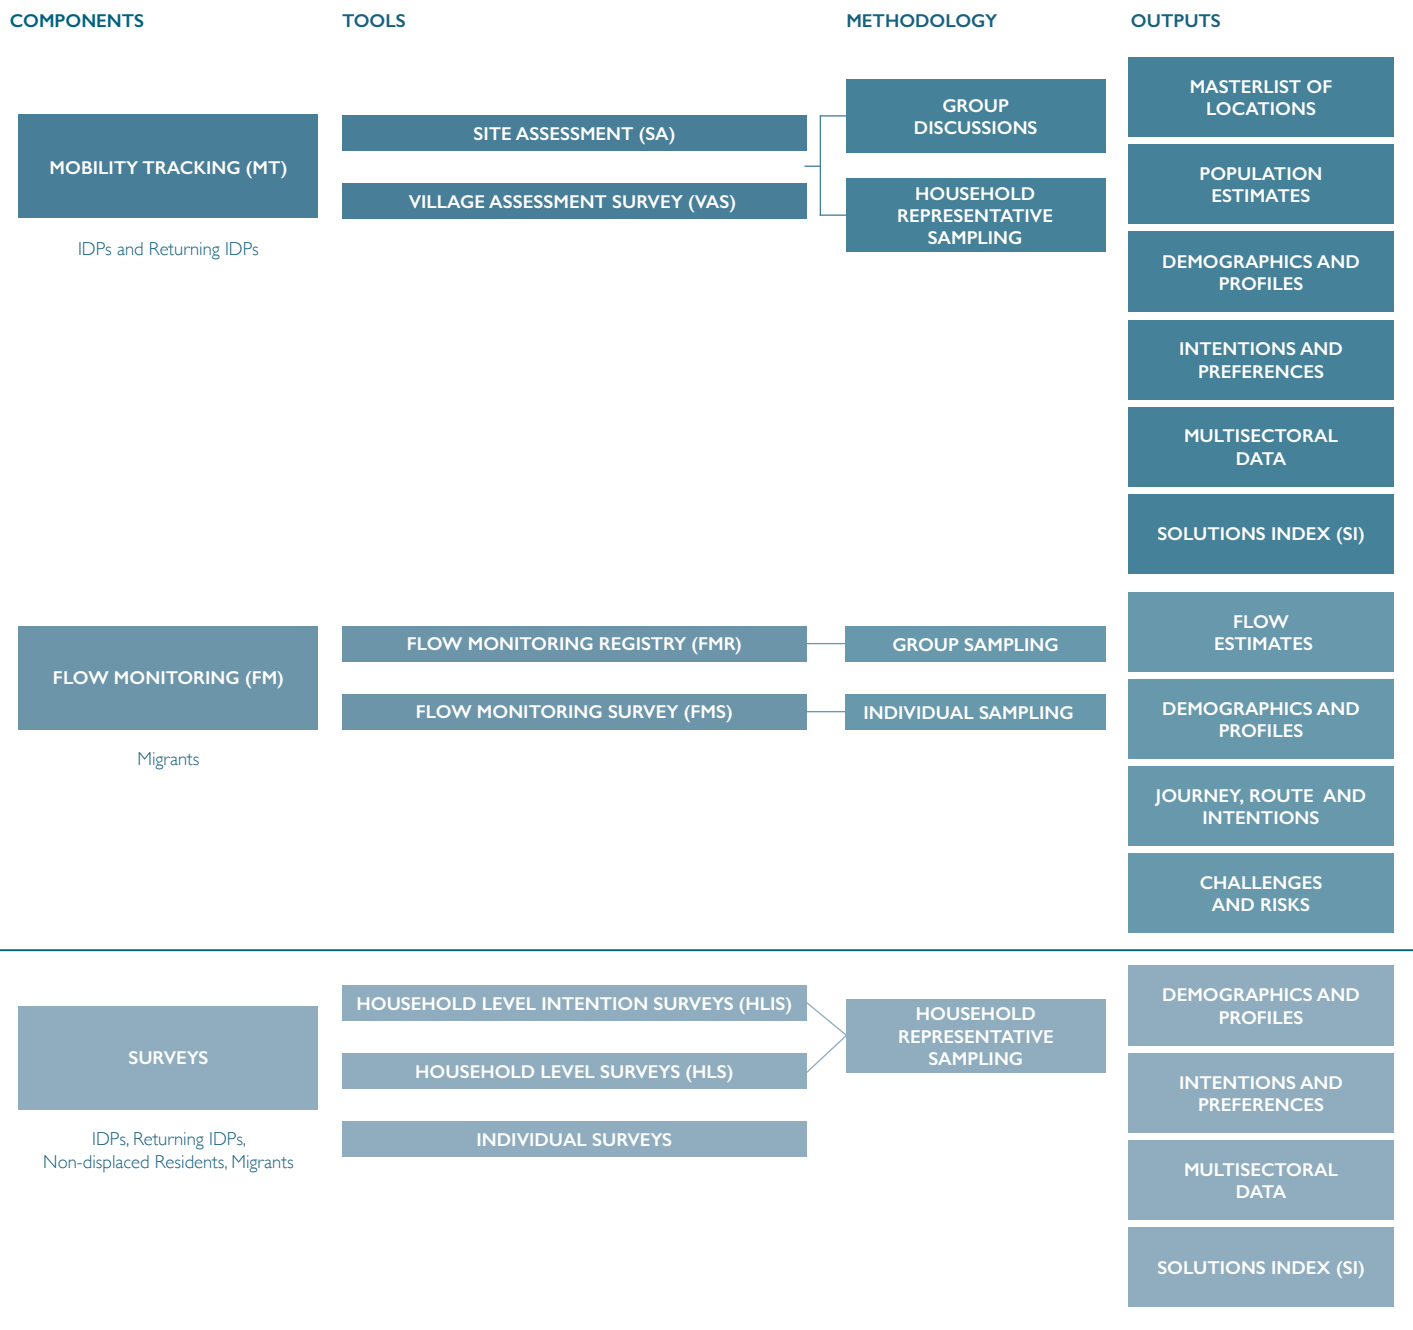 COMPONENTS
TOOLS
METHODOLOGY
OUTPUTS
MOBILITY TRACKING (MT)
IDPs and Returning IDPs
SITE ASSESSMENT (SA)
VILLAGE ASSESSMENT SURVEY (VAS)
GROUP
DISCUSSIONS
HOUSEHOLD
REPRESENTATIVE
SAMPLING
MASTERLIST OF
LOCATIONS
POPULATION
ESTIMATES
DEMOGRAPHICS AND
PROFILES
INTENTIONS AND
PREFERENCES
MULTISECTORAL
DATA
SOLUTIONS INDEX (SI)
FLOW MONITORING (FM)
Migrants
FLOW MONITORING REGISTRY (FMR)
FLOW MONITORING SURVEY (FMS)
GROUP SAMPLING
INDIVIDUAL SAMPLING
FLOW
ESTIMATES
DEMOGRAPHICS AND
PROFILES
JOURNEY, ROUTE AND
INTENTIONS
CHALLENGES
AND RISKS
SURVEYS
IDPs, Returning IDPs,
Non-displaced Residents, Migrants
HOUSEHOLD LEVEL INTENTION SURVEYS (HLIS)
HOUSEHOLD LEVEL SURVEYS (HLS)
INDIVIDUAL SURVEYS
HOUSEHOLD
REPRESENTATIVE
SAMPLING
DEMOGRAPHICS AND
PROFILES
INTENTIONS AND
PREFERENCES
MULTISECTORAL
DATA
SOLUTIONS INDEX (SI)